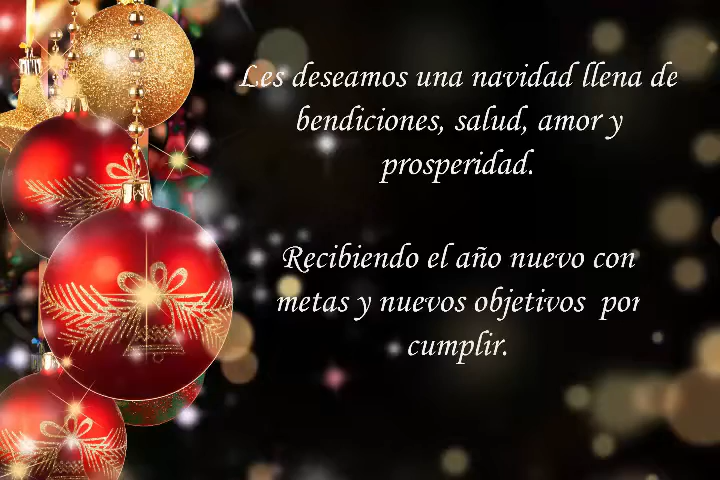 Les deseamos una navidad llena de
bendiciones, salud, amor y
prosperidad.
Recibiendo el año nuevo con
metas y nuevos objetivos por
cumplir.